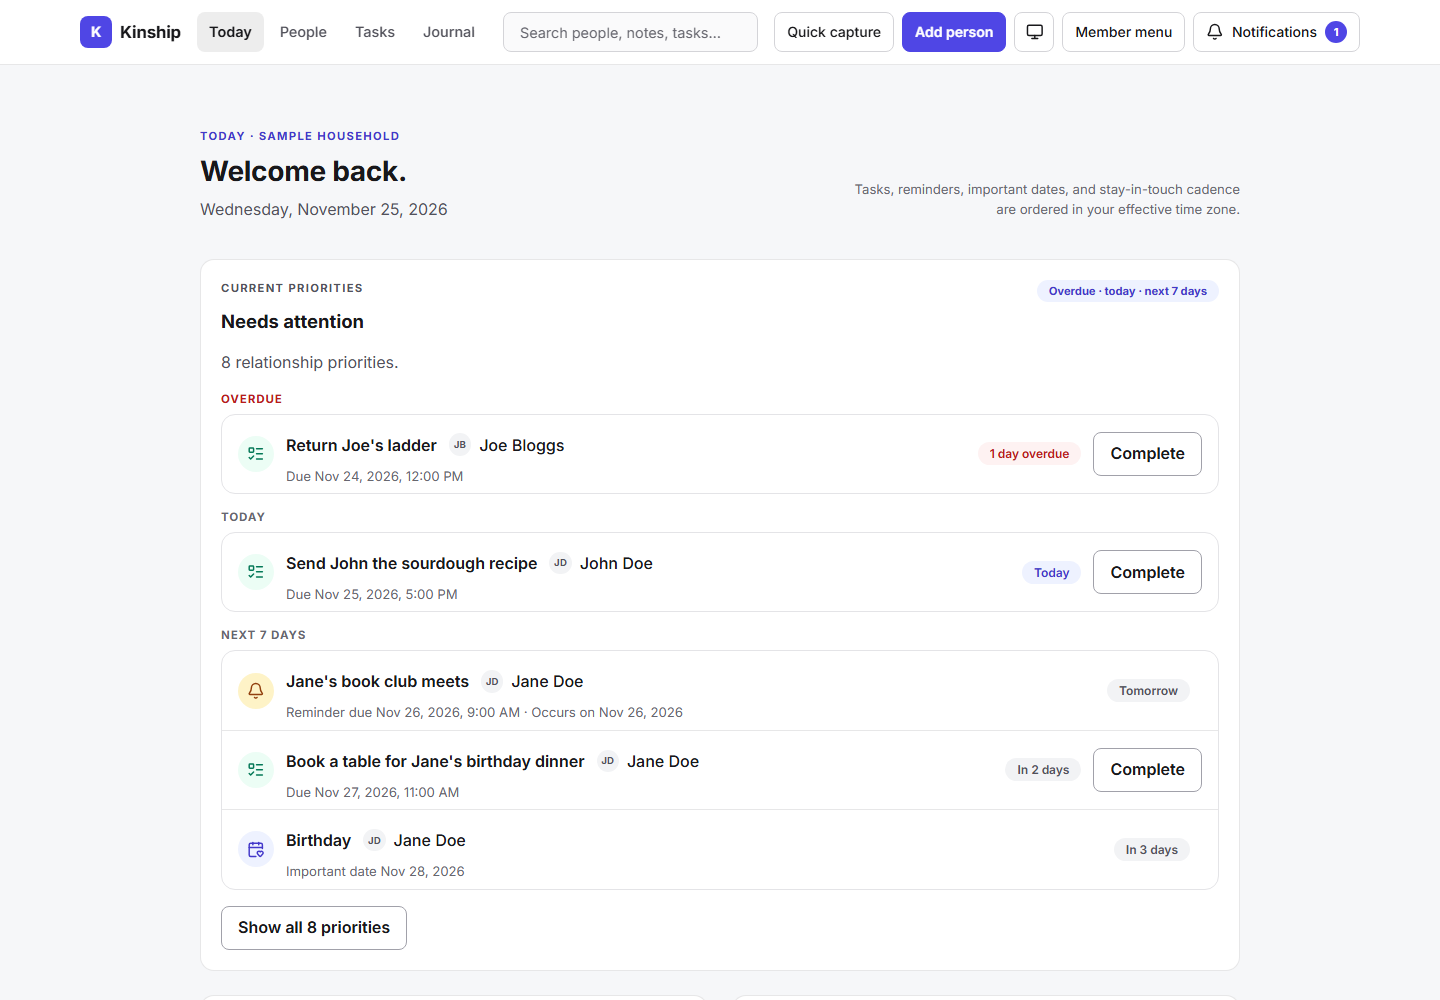 K Kinship Today People Tasks Journal Search people, notes, tasks... Quick capture Add person Member menu Notifications 1
TODAY · SAMPLE HOUSEHOLD
Welcome back.
Wednesday, November 25, 2026
Tasks, reminders, important dates, and stay-in-touch cadence
are ordered in your effective time zone.
CURRENT PRIORITIES
Overdue · today · next 7 days
Needs attention
8 relationship priorities.
OVERDUE
Return Joe's ladder JB Joe Bloggs
Due Nov 24, 2026, 12:00 PM
1 day overdue Complete
TODAY
Send John the sourdough recipe JD John Doe
Due Nov 25, 2026, 5:00 PM
Today Complete
NEXT 7 DAYS
Jane's book club meets JD Jane Doe
Reminder due Nov 26, 2026, 9:00 AM · Occurs on Nov 26, 2026
Tomorrow
Book a table for Jane's birthday dinner JD Jane Doe
Due Nov 27, 2026, 11:00 AM
In 2 days Complete
Birthday JD Jane Doe
Important date Nov 28, 2026
In 3 days
Show all 8 priorities